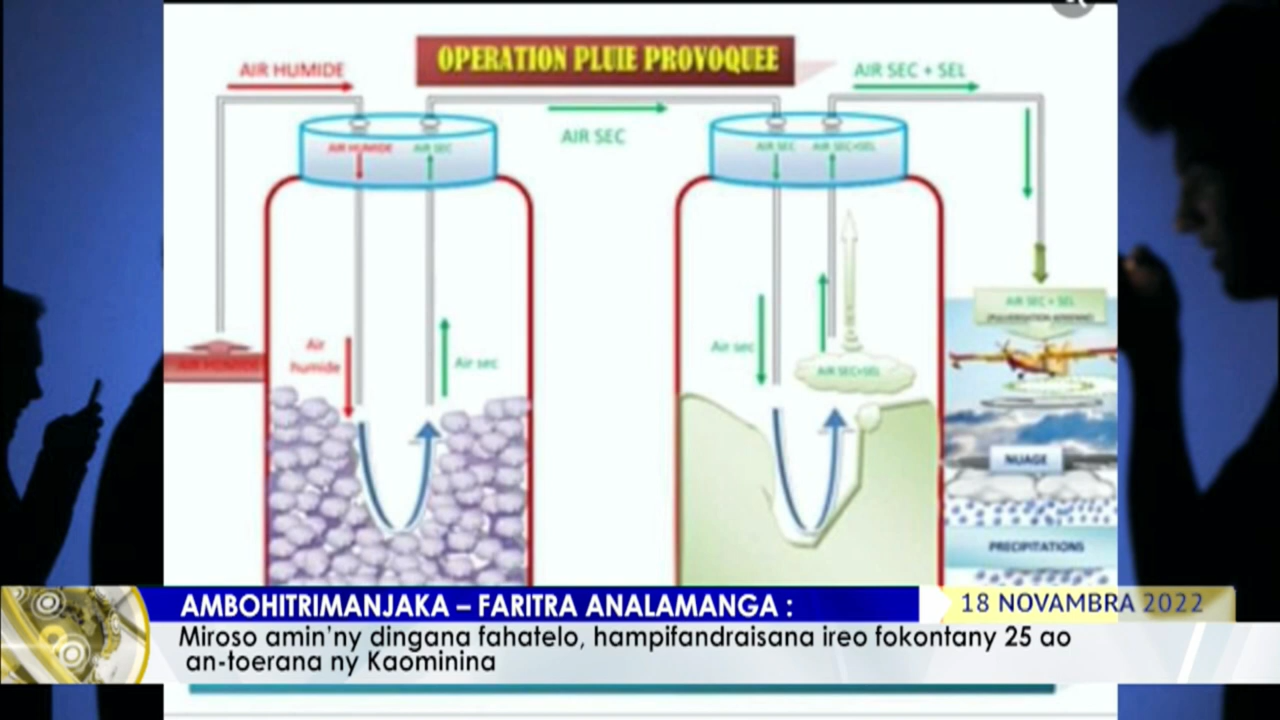 OPERATION PLUIE PROVOQUEE
AIR HUMIDE
AIR SEC
AIR SEC + SEL
AIR HUMIDE
AIR SEC
AIR SEC
AIR SEC+SEL
Air
humide
Air sec
Air sec
AIR SEC+SEL
AIR HUMIDE
AIR SEC + SEL
NUAGE
PRECIPITATIONS
AMBOHITRIMANJAKA – FARITRA ANALAMANGA :
18 NOVAMBRA 2022
Miroso amin'ny dingana fahatelo, hampifandraisana ireo fokontany 25 ao
an-toerana ny Kaominina